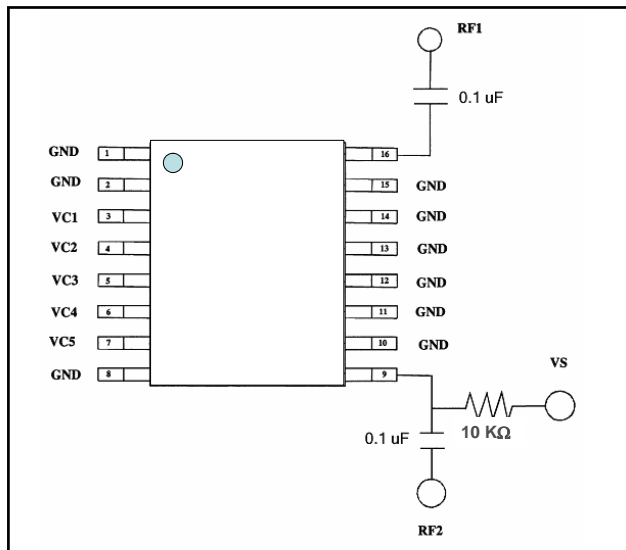 RF1
0.1 uF
GND 1
16
GND 2
15 GND
VC1 3
14 GND
VC2 4
13 GND
VC3 5
12 GND
VC4 6
11 GND
VC5 7
10 GND
GND 8
9
VS
10 KΩ
0.1 uF
RF2